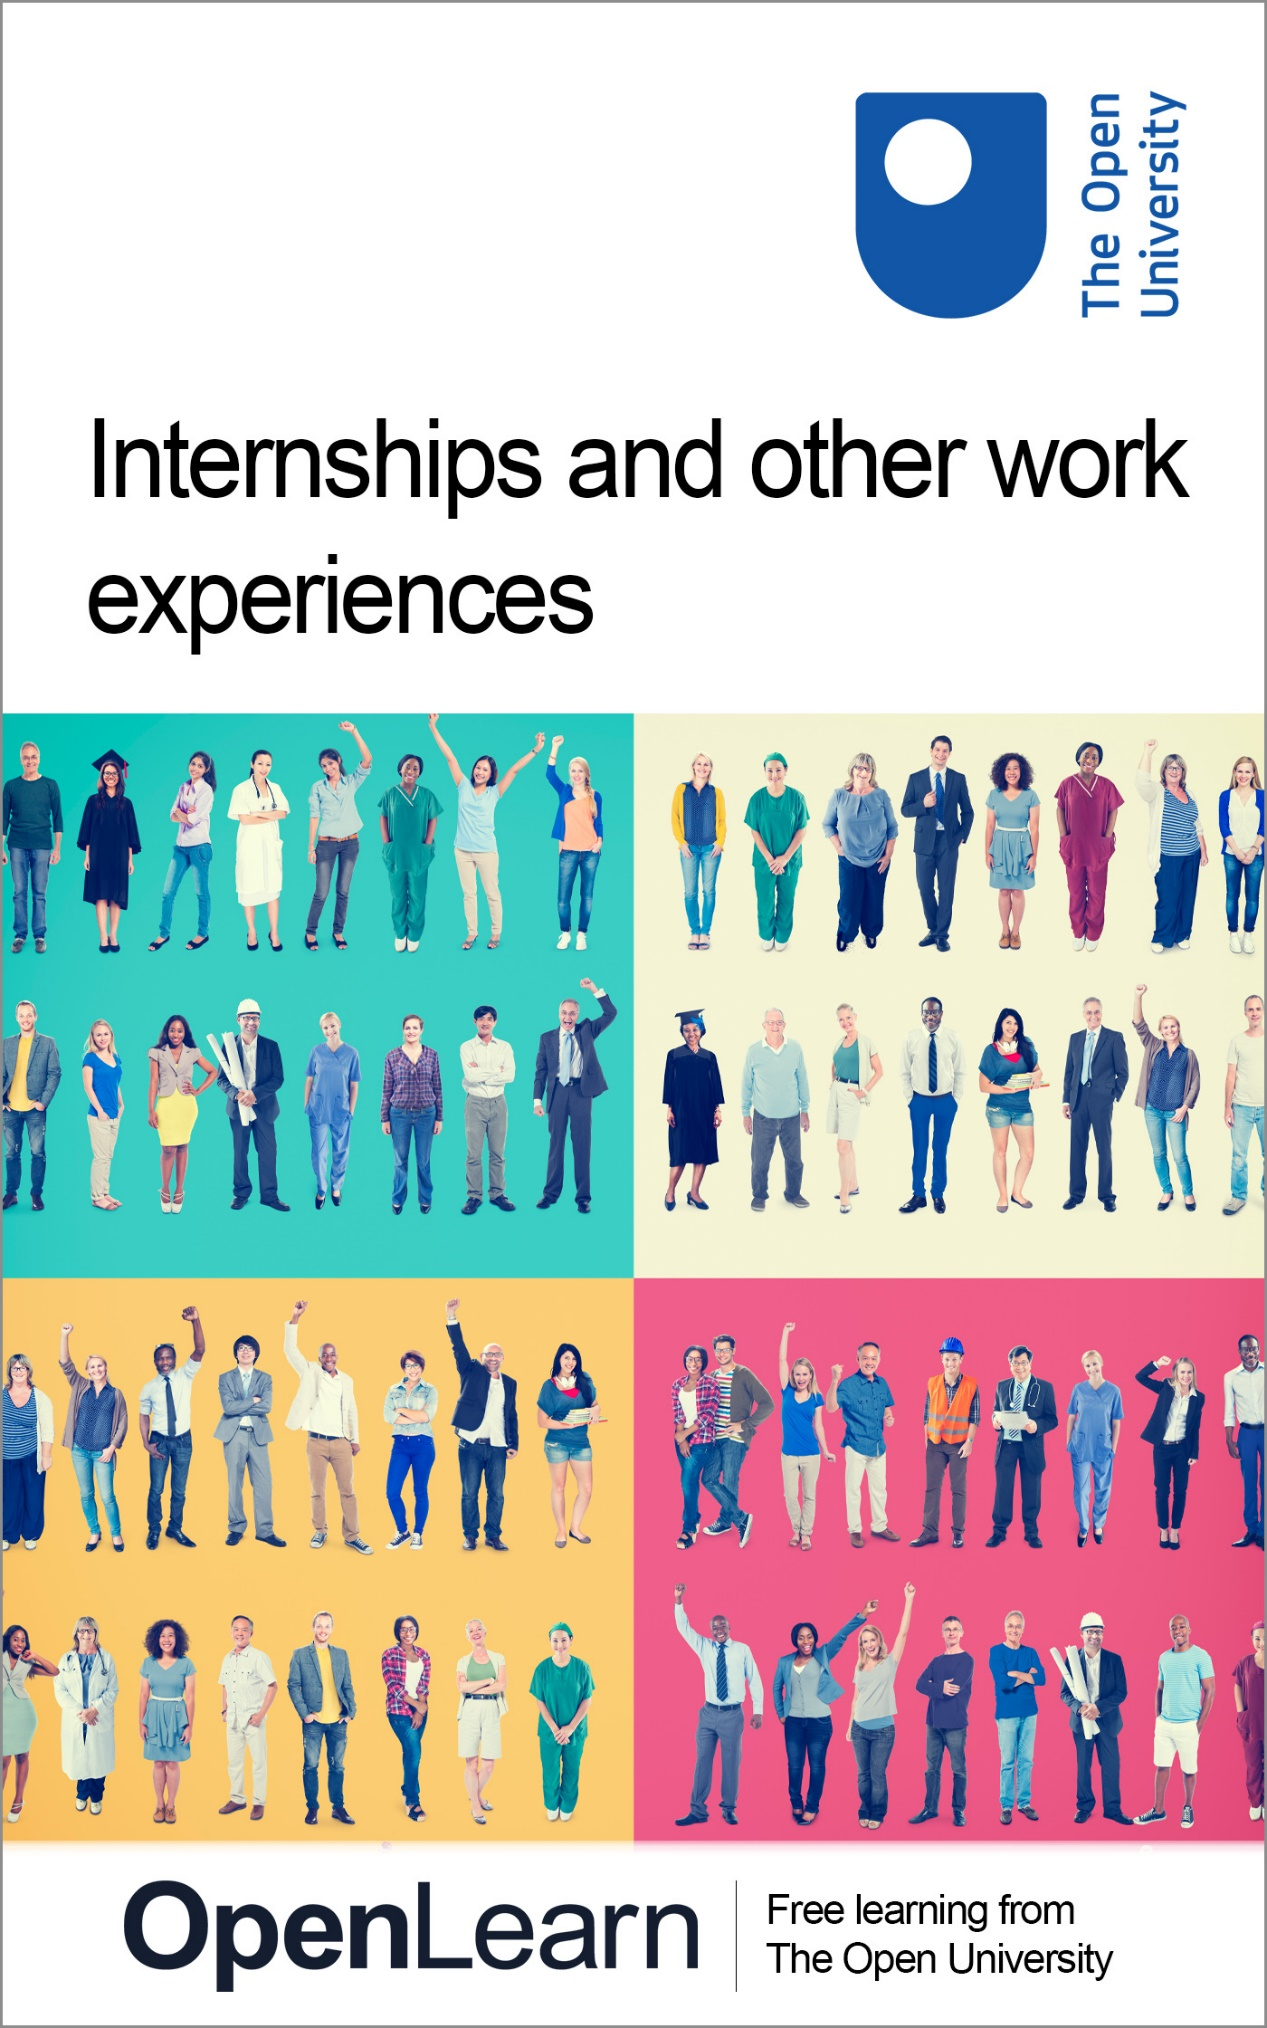 The Open
University
Internships and other work
experiences
OpenLearn
Free learning from
The Open University